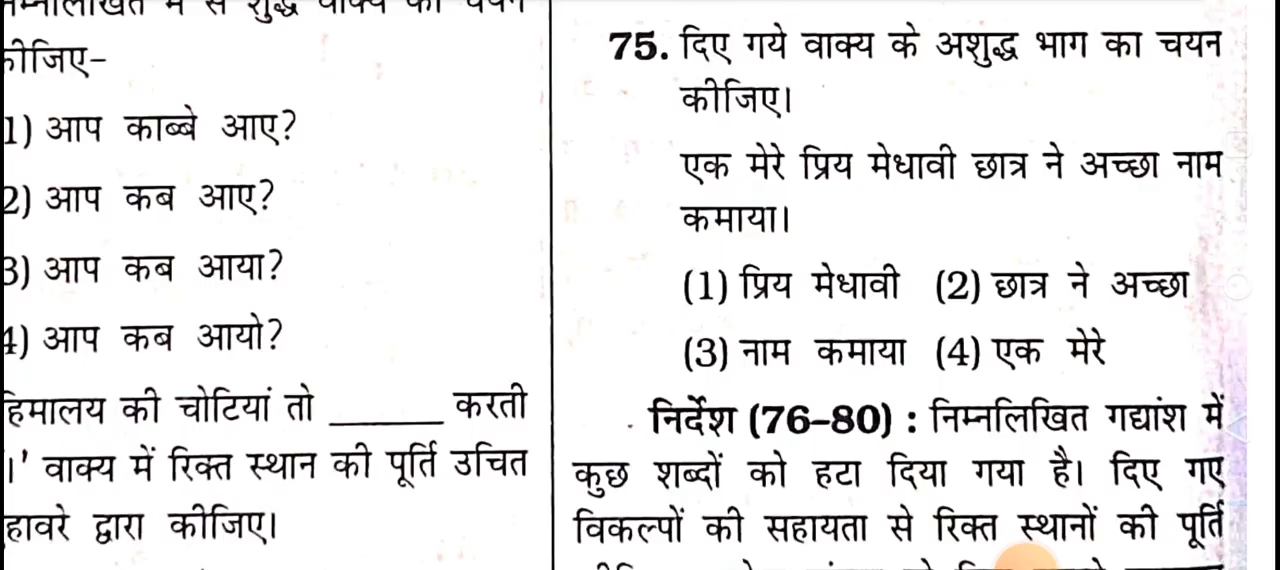 कीजिए-
1) आप काब्बे आए?
2) आप कब आए?
3) आप कब आया?
4) आप कब आयो?
हिमालय की चोटियां तो ______ करती
।' वाक्य में रिक्त स्थान की पूर्ति उचित
हावरे द्वारा कीजिए।
75. दिए गये वाक्य के अशुद्ध भाग का चयन
कीजिए।
एक मेरे प्रिय मेधावी छात्र ने अच्छा नाम
कमाया।
(1) प्रिय मेधावी (2) छात्र ने अच्छा
(3) नाम कमाया (4) एक मेरे
निर्देश (76-80) : निम्नलिखित गद्यांश में
कुछ शब्दों को हटा दिया गया है। दिए गए
विकल्पों की सहायता से रिक्त स्थानों की पूर्ति